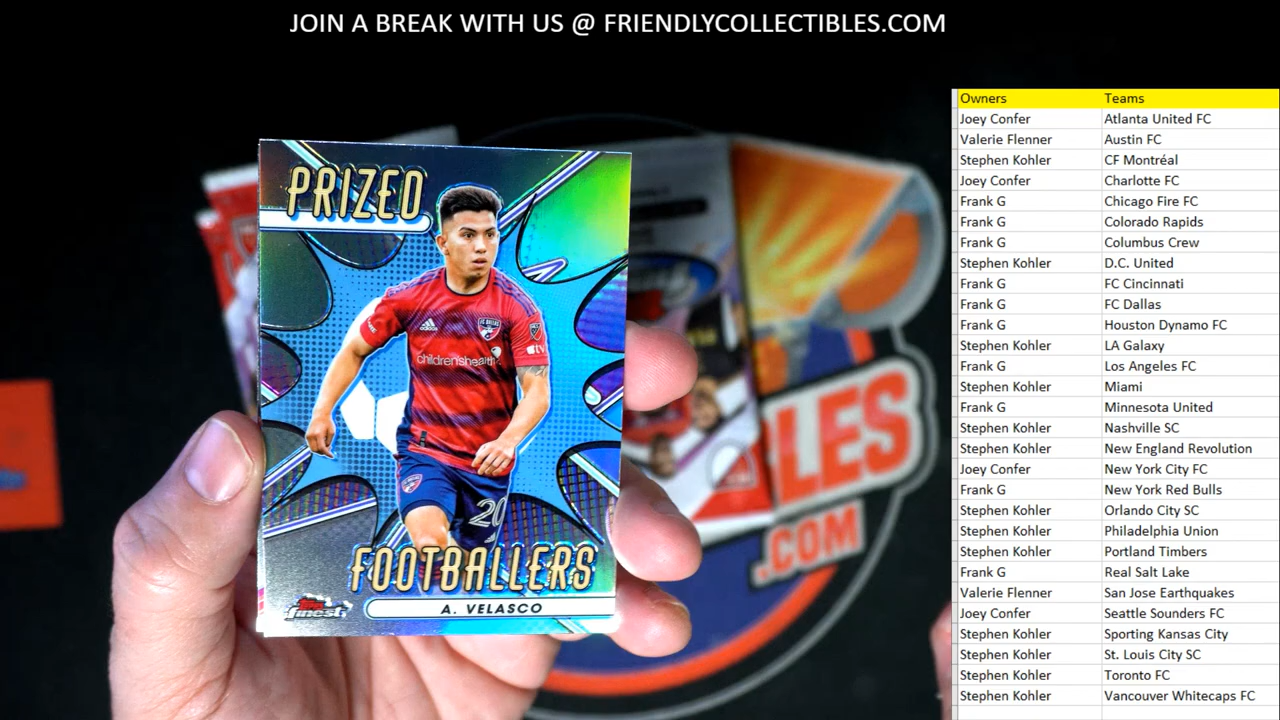 JOIN A BREAK WITH US @ FRIENDLYCOLLECTIBLES.COM
Owners Teams
Joey Confer Atlanta United FC
Valerie Flenner Austin FC
Stephen Kohler CF Montréal
Joey Confer Charlotte FC
Frank G Chicago Fire FC
Frank G Colorado Rapids
Frank G Columbus Crew
Stephen Kohler D.C. United
Frank G FC Cincinnati
Frank G FC Dallas
Frank G Houston Dynamo FC
Stephen Kohler LA Galaxy
Frank G Los Angeles FC
Stephen Kohler Miami
Frank G Minnesota United
Stephen Kohler Nashville SC
Stephen Kohler New England Revolution
Joey Confer New York City FC
Frank G New York Red Bulls
Stephen Kohler Orlando City SC
Stephen Kohler Philadelphia Union
Stephen Kohler Portland Timbers
Frank G Real Salt Lake
Valerie Flenner San Jose Earthquakes
Joey Confer Seattle Sounders FC
Stephen Kohler Sporting Kansas City
Stephen Kohler St. Louis City SC
Stephen Kohler Toronto FC
Stephen Kohler Vancouver Whitecaps FC
PRIZED
adidas
tv
childrenshealth
20
FOOTBALLERS
Topps finest
A. VELASCO
LES
.COM